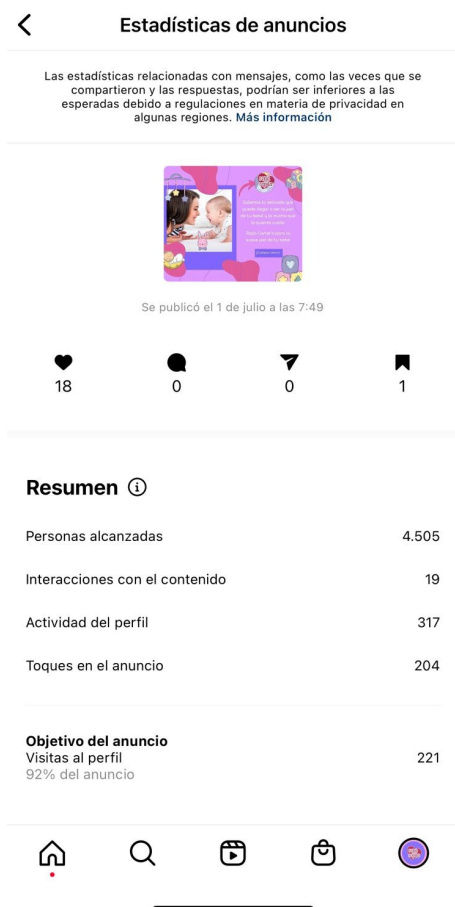 Estadísticas de anuncios
Las estadísticas relacionadas con mensajes, como las veces que se
compartieron y las respuestas, podrían ser inferiores a las
esperadas debido a regulaciones en materia de privacidad en
algunas regiones. Más información
Se publicó el 1 de julio a las 7:49
18 0 0 1
Resumen
Personas alcanzadas 4.505
Interacciones con el contenido 19
Actividad del perfil 317
Toques en el anuncio 204
Objetivo del anuncio
Visitas al perfil 221
92% del anuncio